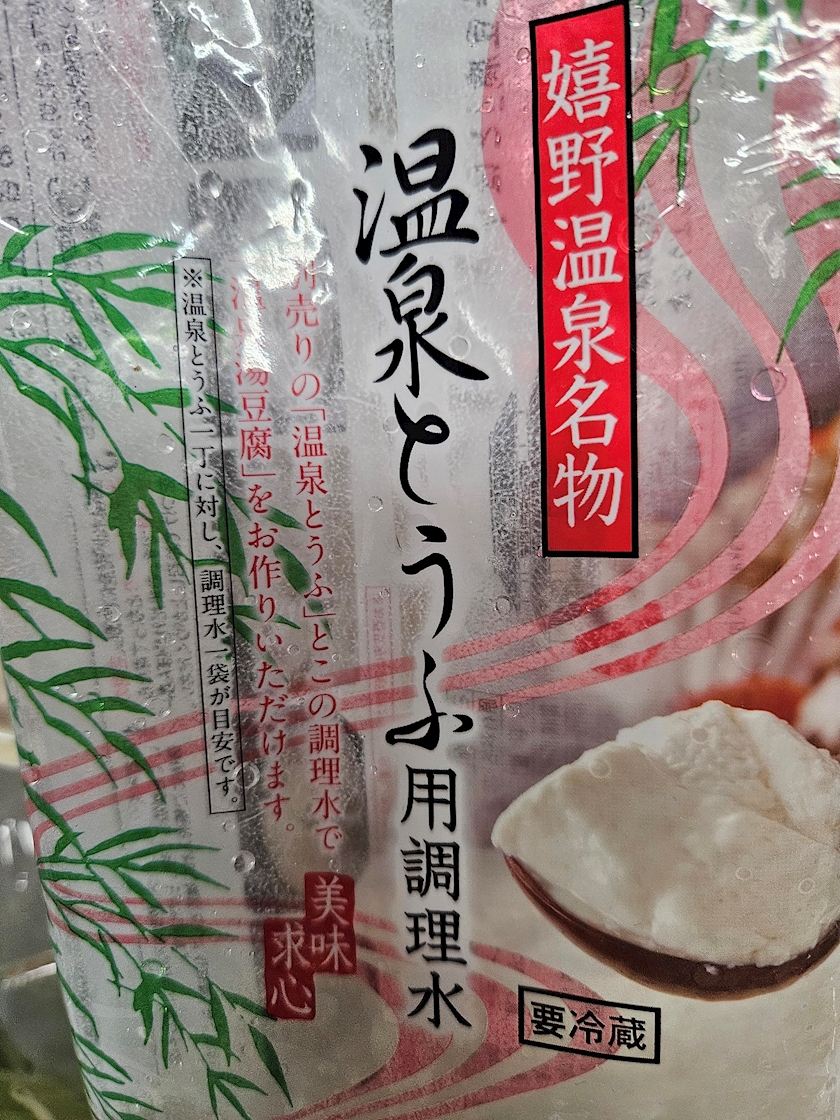 嬉野温泉名物
温泉とうふ用調理水
別売りの「温泉とうふ」とこの調理水で
温泉湯豆腐」をお作りいただけます。
※温泉とうふ一丁に対し、調理水一袋が目安です。
美味
求心
要冷蔵